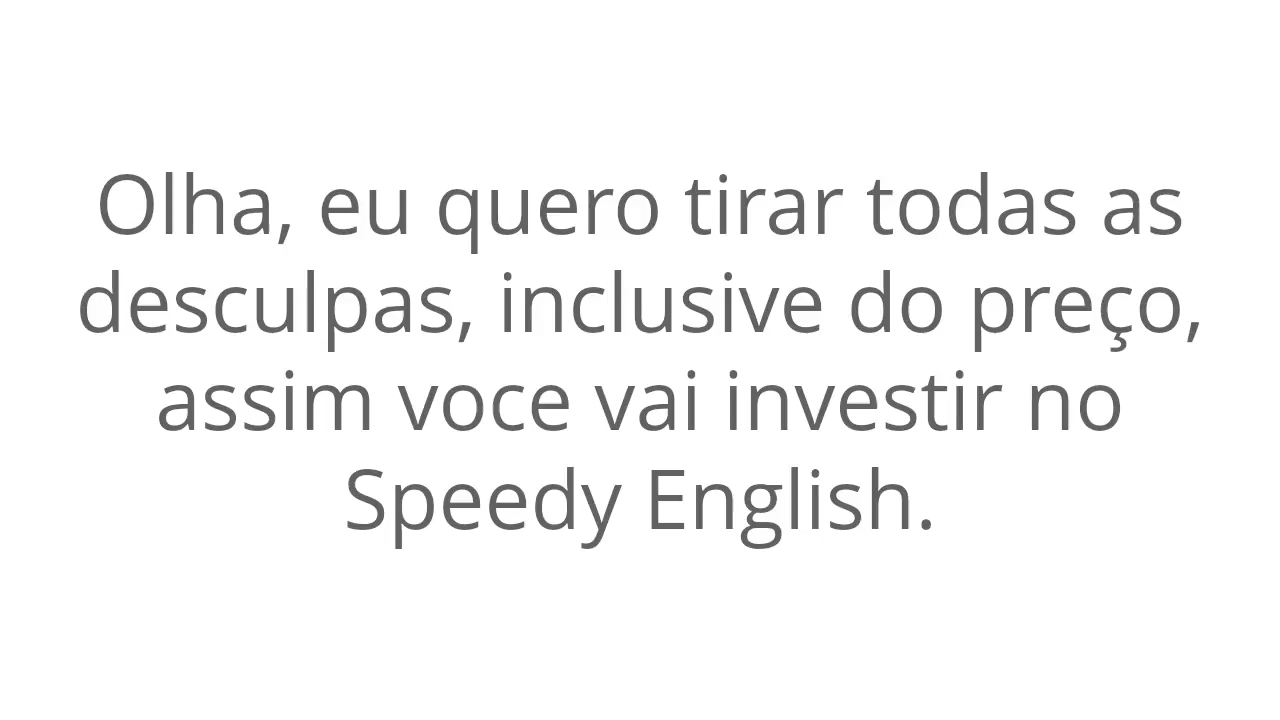 Olha, eu quero tirar todas as
desculpas, inclusive do preço,
assim voce vai investir no
Speedy English.